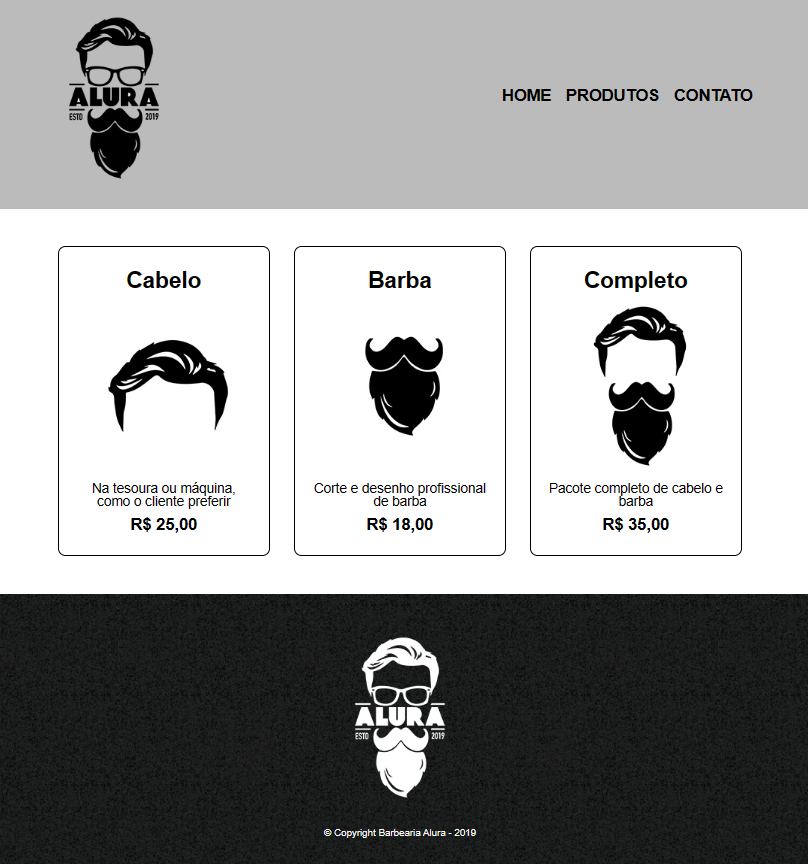 ALURA
ESTD 2019
HOME PRODUTOS CONTATO
Cabelo
Na tesoura ou máquina,
como o cliente preferir
R$ 25,00
Barba
Corte e desenho profissional
de barba
R$ 18,00
Completo
Pacote completo de cabelo e
barba
R$ 35,00
ALURA
ESTD 2019
© Copyright Barbearia Alura - 2019